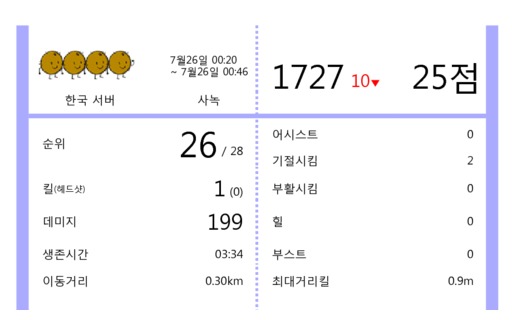 7월26일 00:20
~ 7월26일 00:46
한국 서버 사녹
1727 10▼ 25점
순위 26 / 28
킬(헤드샷) 1 (0)
데미지 199
생존시간 03:34
이동거리 0.30km
어시스트 0
기절시킴 2
부활시킴 0
힐 0
부스트 0
최대거리킬 0.9m